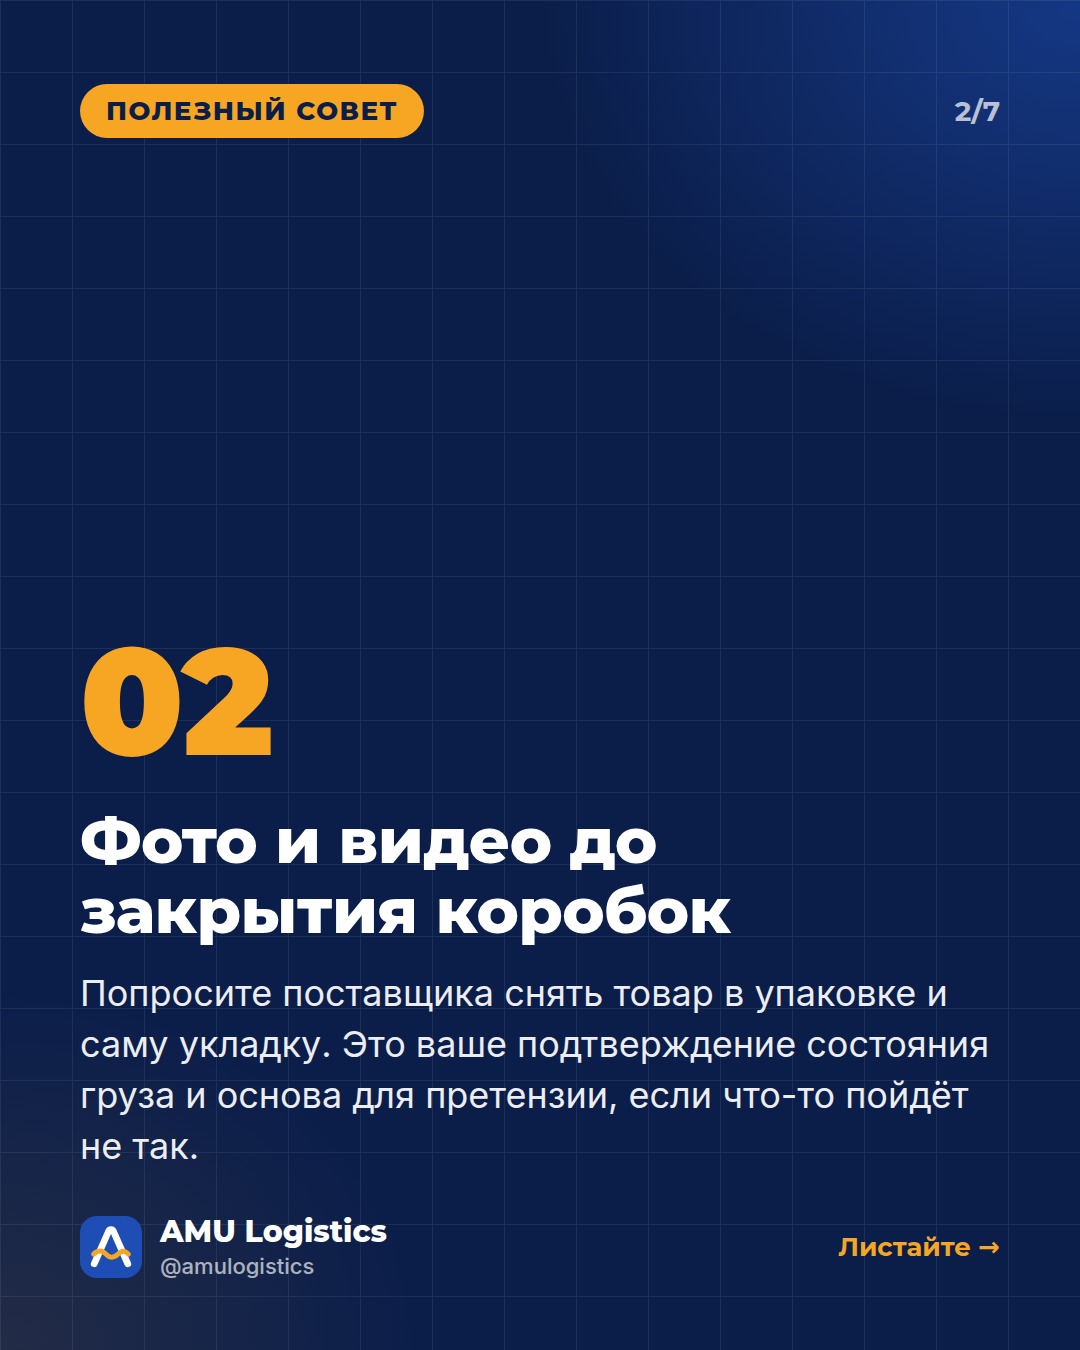 ПОЛЕЗНЫЙ СОВЕТ
2/7
02
Фото и видео до
закрытия коробок
Попросите поставщика снять товар в упаковке и
саму укладку. Это ваше подтверждение состояния
груза и основа для претензии, если что-то пойдёт
не так.
AMU Logistics
@amulogistics
Листайте →